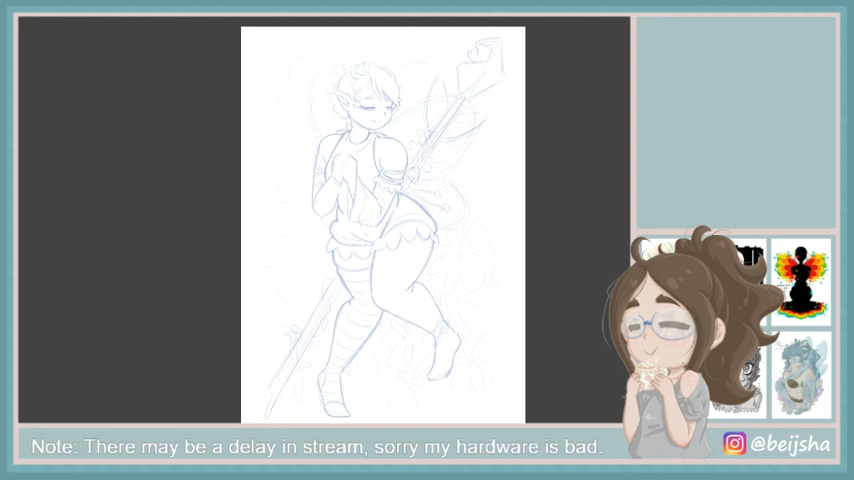 Note: There may be a delay in stream, sorry my hardware is bad.
@beijsha